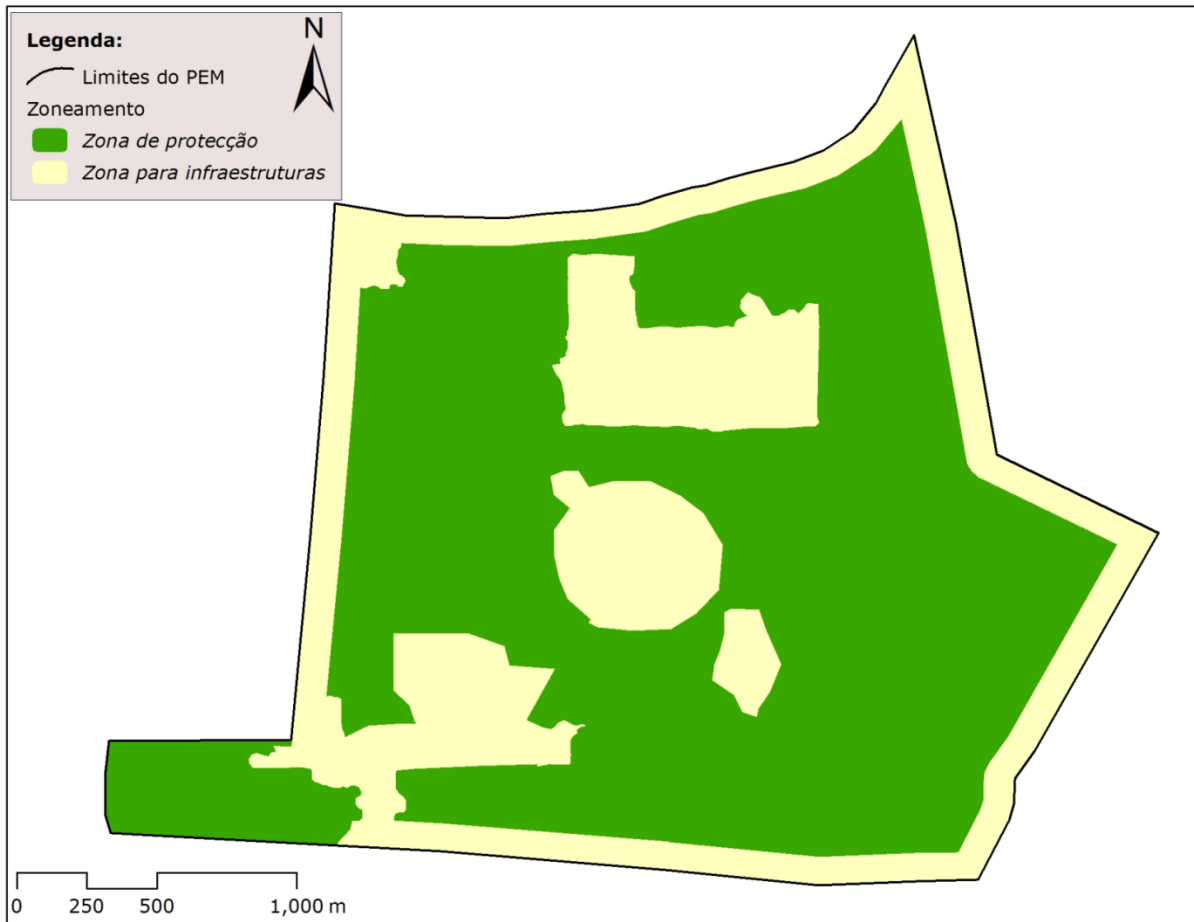 Legenda:
N
Limites do PEM
Zoneamento
Zona de protecção
Zona para infraestruturas
0 250 500 1,000 m